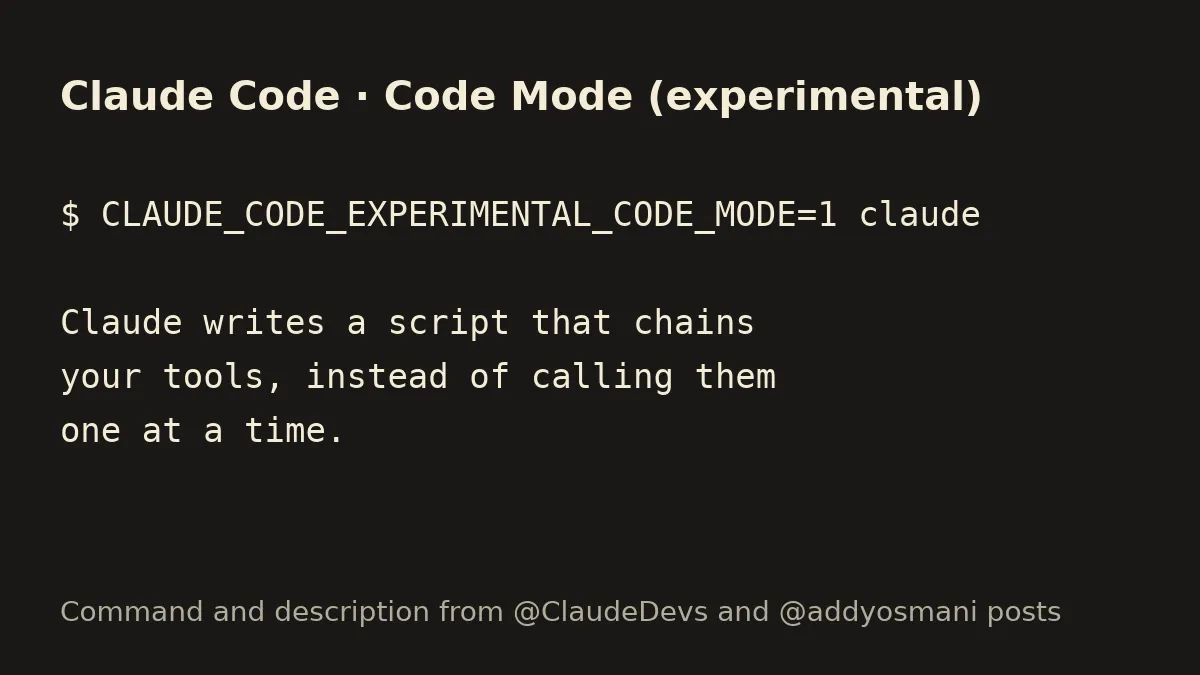 Claude Code · Code Mode (experimental)
$ CLAUDE_CODE_EXPERIMENTAL_CODE_MODE=1 claude
Claude writes a script that chains
your tools, instead of calling them
one at a time.
Command and description from @ClaudeDevs and @addyosmani posts